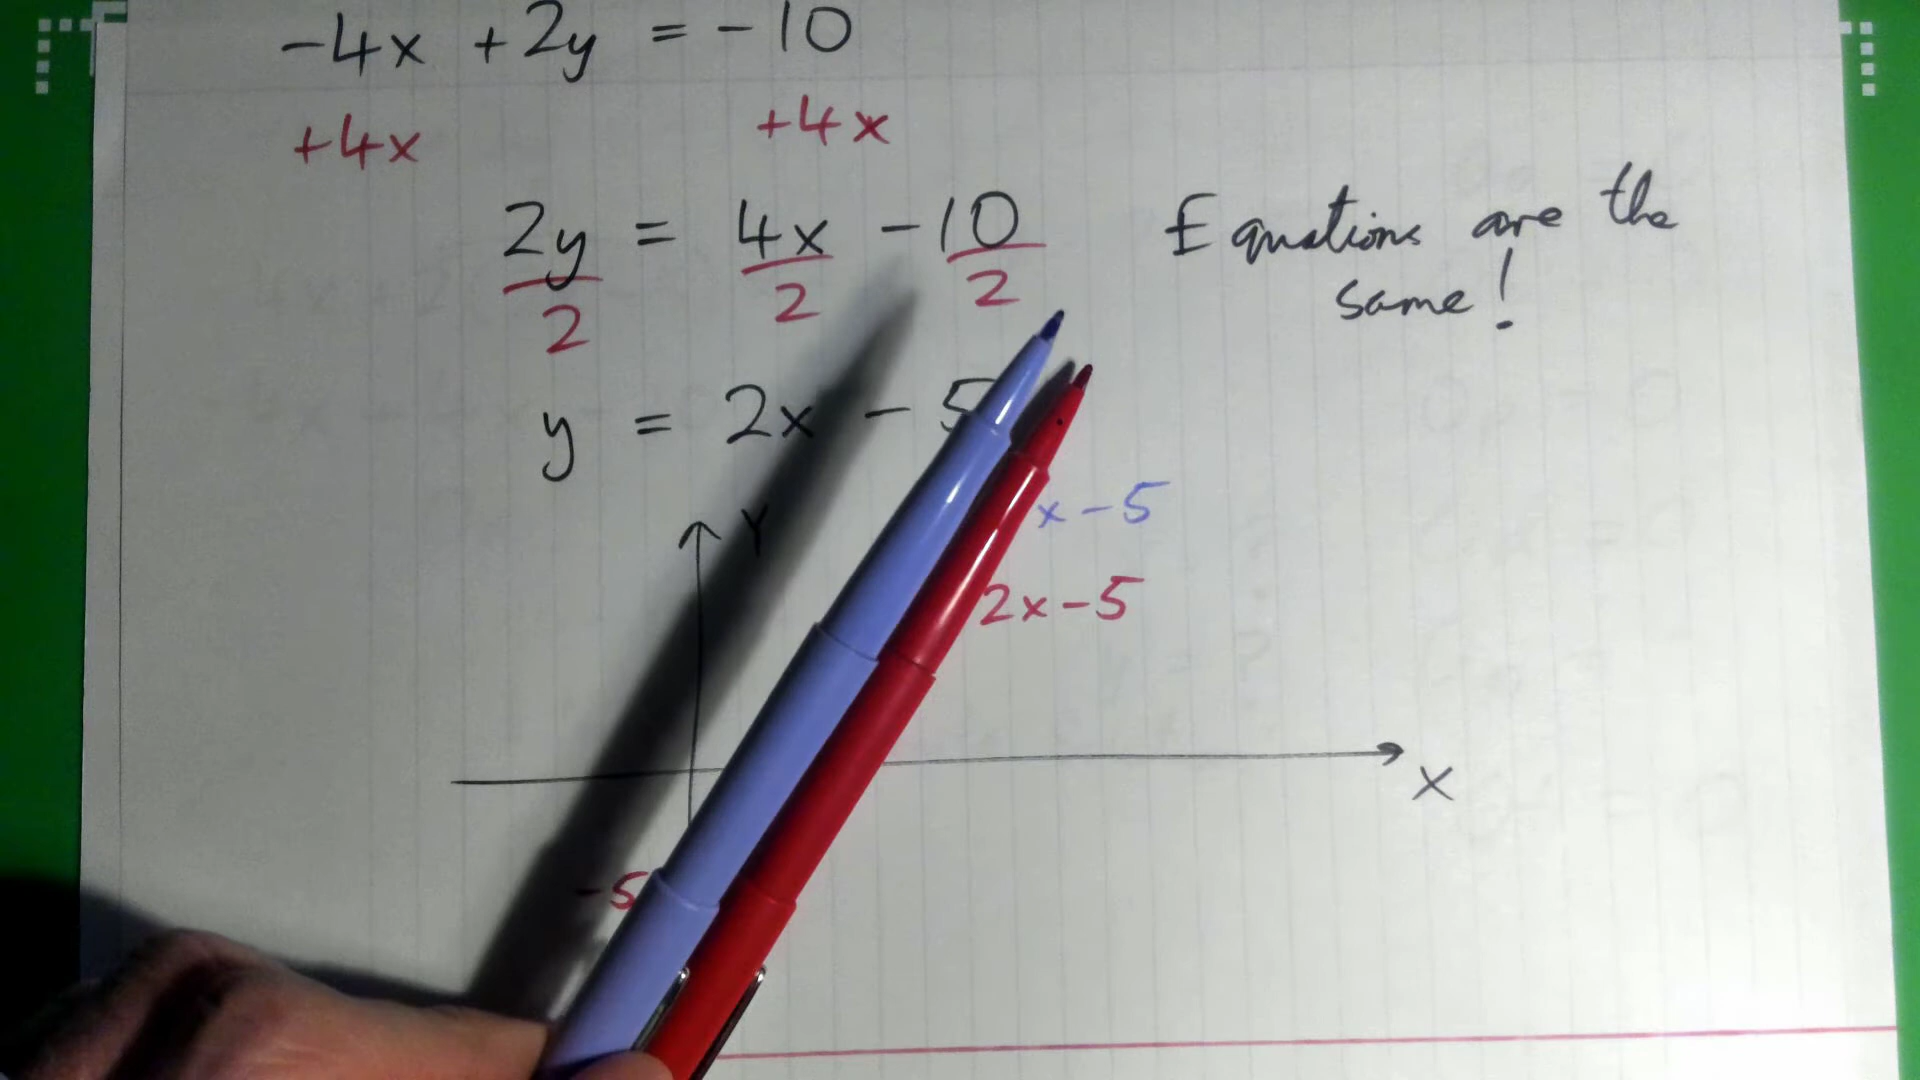 -4x + 2y = -10
+4x +4x
2y = 4x - 10
2 2 2
Equations are the
same!
y = 2x - 5
Y
x - 5
2x - 5
X
-5